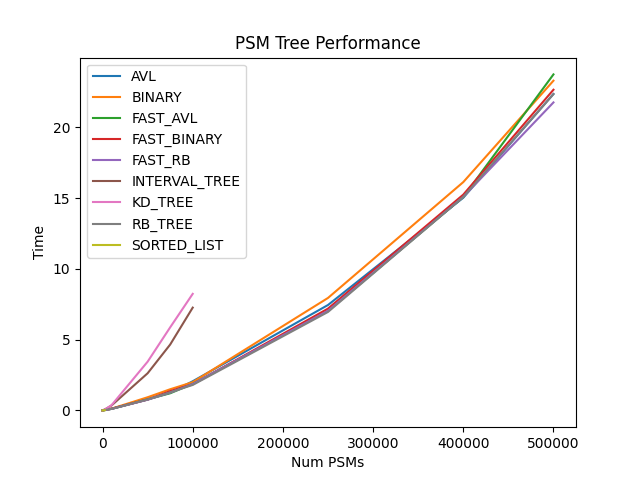 PSM Tree Performance
AVL
BINARY
FAST_AVL
FAST_BINARY
FAST_RB
INTERVAL_TREE
KD_TREE
RB_TREE
SORTED_LIST
Time
20
15
10
5
0
0 100000 200000 300000 400000 500000
Num PSMs